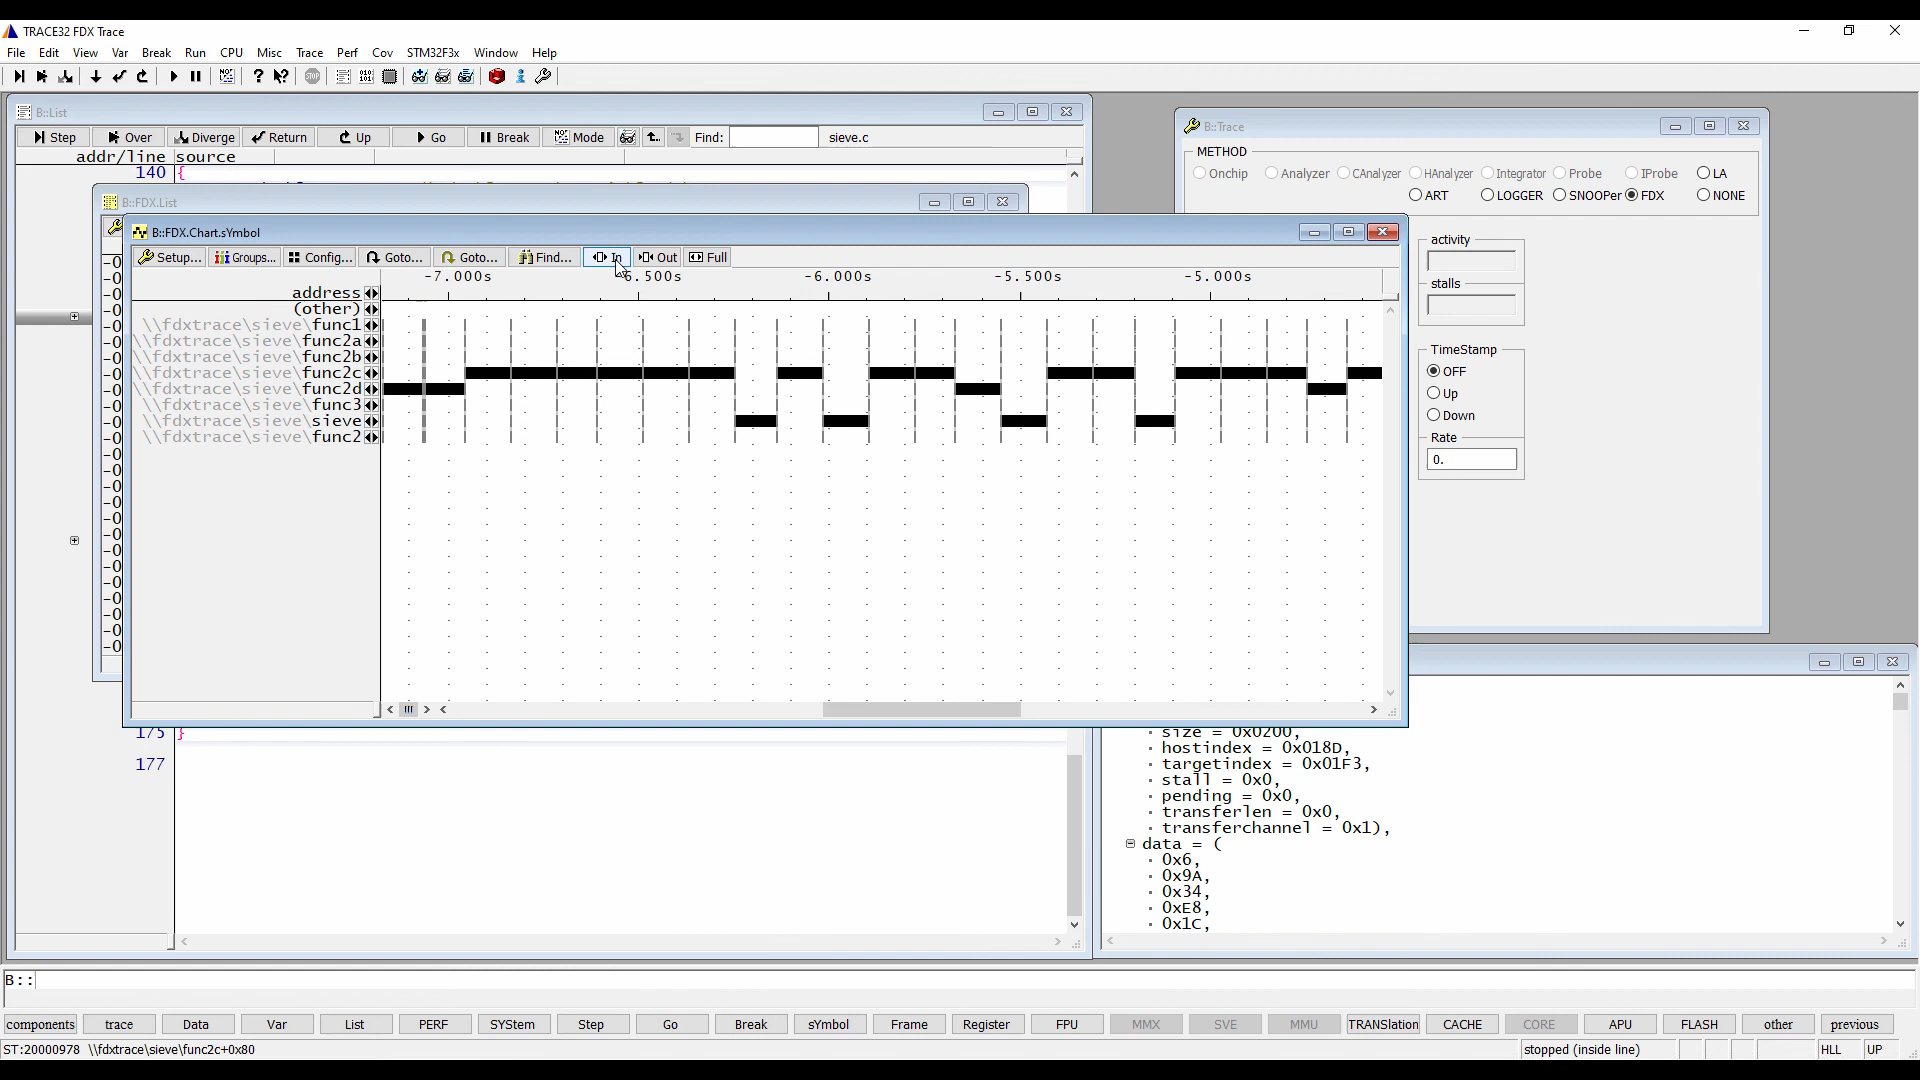 TRACE32 FDX Trace
File Edit View Var Break Run CPU Misc Trace Perf Cov STM32F3x Window Help
B::List
Step Over Diverge Return Up Go Break Mode Find: sieve.c
addr/line source
140 {
B::Trace
METHOD
Onchip Analyzer CAnalyzer HAnalyzer Integrator Probe IProbe LA
ART LOGGER SNOOPer FDX NONE
B::FDX.List
B::FDX.Chart.sYmbol
Setup... Groups... Config... Goto... Goto... Find... In Out Full
-7.000s 6.500s -6.000s -5.500s -5.000s
address
(other)
\\fdxtrace\sieve\func1
\\fdxtrace\sieve\func2a
\\fdxtrace\sieve\func2b
\\fdxtrace\sieve\func2c
\\fdxtrace\sieve\func2d
\\fdxtrace\sieve\func3
\\fdxtrace\sieve\sieve
\\fdxtrace\sieve\func2
activity
stalls
TimeStamp
OFF
Up
Down
Rate
0.
175 }
177
size = 0x0200,
hostindex = 0x018D,
targetindex = 0x01F3,
stall = 0x0,
pending = 0x0,
transferlen = 0x0,
transferchannel = 0x1),
data = (
0x6,
0x9A,
0x34,
0xE8,
0x1C,
B::
components trace Data Var List PERF SYStem Step Go Break sYmbol Frame Register FPU MMX SVE MMU TRANSlation CACHE CORE APU FLASH other previous
ST:20000978 \\fdxtrace\sieve\func2c+0x80 stopped (inside line) HLL UP